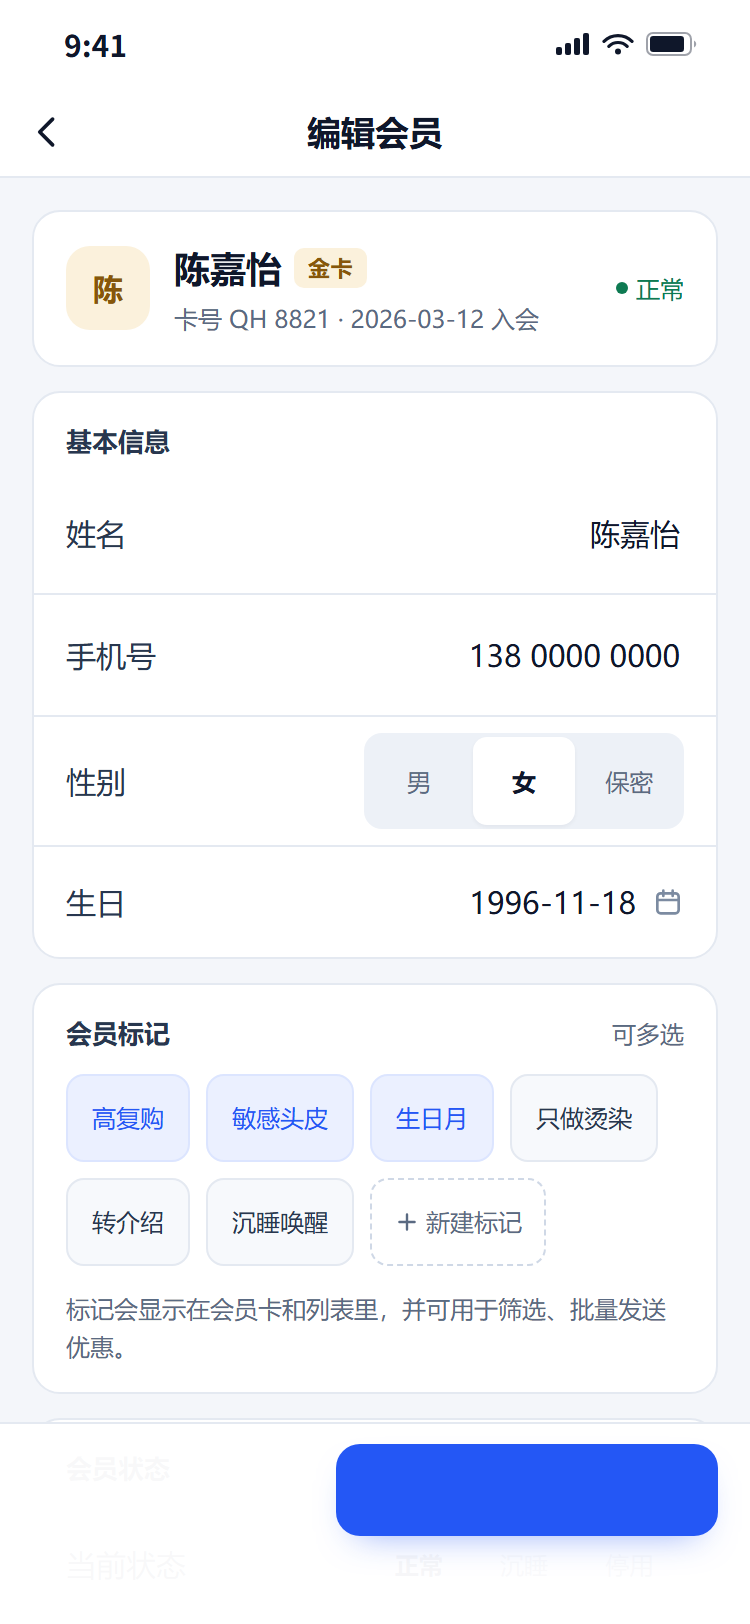 9:41
编辑会员
陈
陈嘉怡 金卡
卡号 QH 8821 · 2026-03-12 入会
正常
基本信息
姓名 陈嘉怡
手机号 138 0000 0000
性别 男 女 保密
生日 1996-11-18
会员标记 可多选
高复购 敏感头皮 生日月 只做烫染
转介绍 沉睡唤醒 + 新建标记
标记会显示在会员卡和列表里，并可用于筛选、批量发送
优惠。
会员状态
当前状态 正常 沉睡 停用